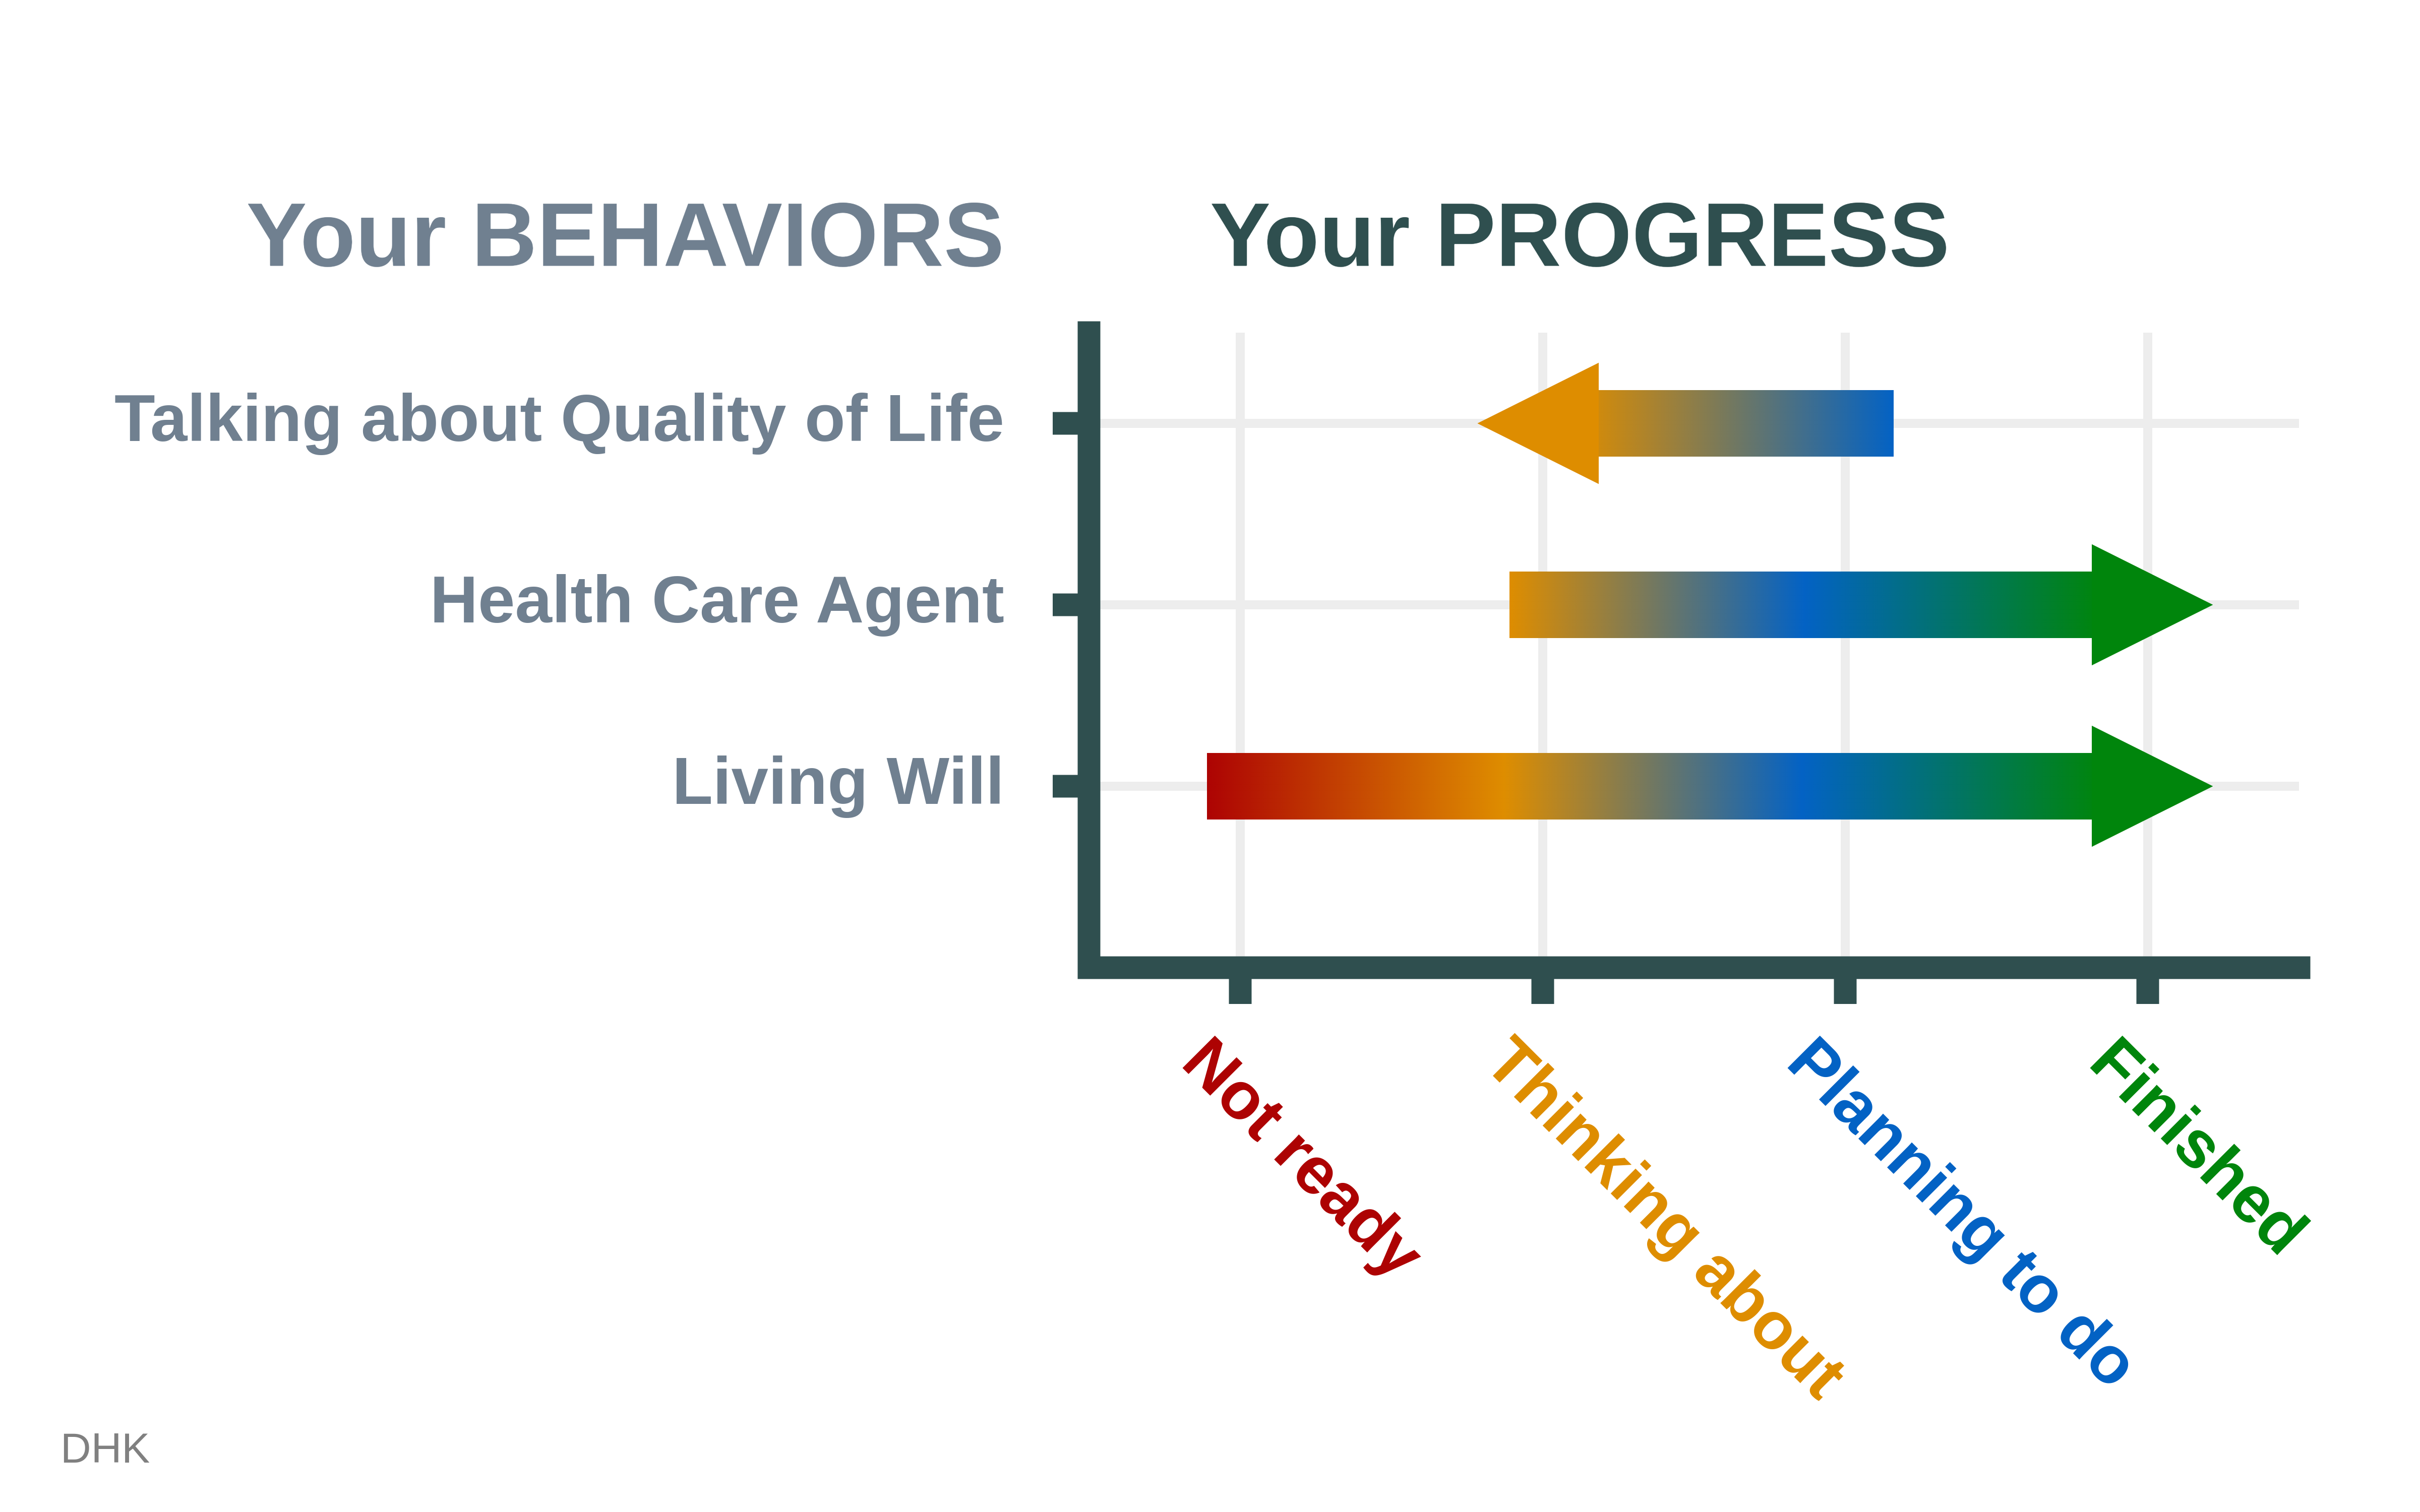 Your BEHAVIORS
Your PROGRESS
Talking about Quality of Life
Health Care Agent
Living Will
Not ready
Thinking about
Planning to do
Finished
DHK